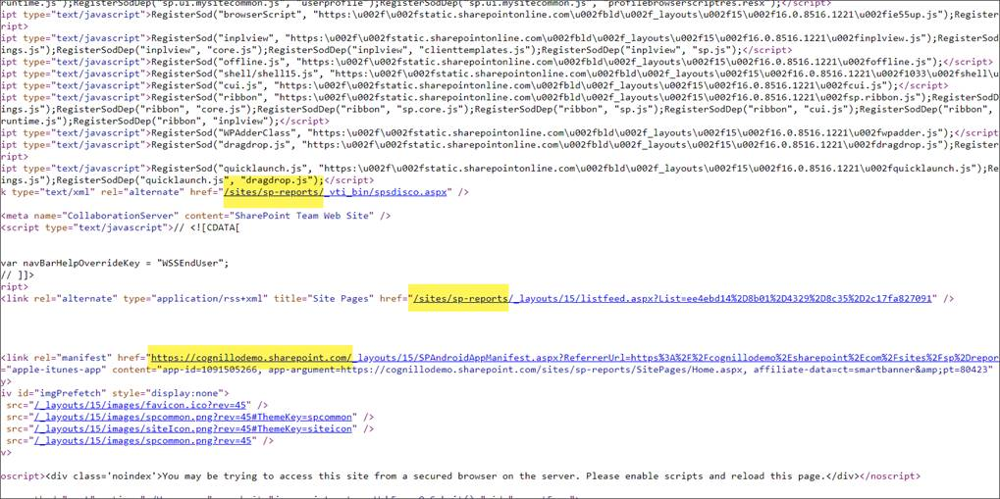 runtime.js");RegisterSodDep("sp.ui.mysitecommon.js", "userprofile");RegisterSodDep("sp.ui.mysitecommon.js", "profilebrowserscriptres.resx");</script>
ipt type="text/javascript">RegisterSod("browserScript", "https:\u002f\u002fstatic.sharepointonline.com\u002fbld\u002f_layouts\u002f15\u002f16.0.8516.1221\u002fie55up.js");Register
ript>
ipt type="text/javascript">RegisterSod("inplview", "https:\u002f\u002fstatic.sharepointonline.com\u002fbld\u002f_layouts\u002f15\u002f16.0.8516.1221\u002finplview.js");RegisterSod
ings.js");RegisterSodDep("inplview", "core.js");RegisterSodDep("inplview", "clienttemplates.js");RegisterSodDep("inplview", "sp.js");</script>
ipt type="text/javascript">RegisterSod("offline.js", "https:\u002f\u002fstatic.sharepointonline.com\u002fbld\u002f_layouts\u002f15\u002f16.0.8516.1221\u002foffline.js");</script>
ipt type="text/javascript">RegisterSod("shell/shell15.js", "https:\u002f\u002fstatic.sharepointonline.com\u002fbld\u002f_layouts\u002f15\u002f16.0.8516.1221\u002f1033\u002fshell\u
ipt type="text/javascript">RegisterSod("cui.js", "https:\u002f\u002fstatic.sharepointonline.com\u002fbld\u002f_layouts\u002f15\u002f16.0.8516.1221\u002fcui.js");</script>
ipt type="text/javascript">RegisterSod("ribbon", "https:\u002f\u002fstatic.sharepointonline.com\u002fbld\u002f_layouts\u002f15\u002f16.0.8516.1221\u002fsp.ribbon.js");RegisterSodD
ings.js");RegisterSodDep("ribbon", "core.js");RegisterSodDep("ribbon", "sp.core.js");RegisterSodDep("ribbon", "sp.js");RegisterSodDep("ribbon", "cui.js");RegisterSodDep("ribbon", "
runtime.js");RegisterSodDep("ribbon", "inplview");</script>
ipt type="text/javascript">RegisterSod("WPAdderClass", "https:\u002f\u002fstatic.sharepointonline.com\u002fbld\u002f_layouts\u002f15\u002f16.0.8516.1221\u002fwpadder.js");</script
ipt type="text/javascript">RegisterSod("dragdrop.js", "https:\u002f\u002fstatic.sharepointonline.com\u002fbld\u002f_layouts\u002f15\u002f16.0.8516.1221\u002fdragdrop.js");Register
ript>
ipt type="text/javascript">RegisterSod("quicklaunch.js", "https:\u002f\u002fstatic.sharepointonline.com\u002fbld\u002f_layouts\u002f15\u002f16.0.8516.1221\u002fquicklaunch.js");Re
ings.js");RegisterSodDep("quicklaunch.js", "dragdrop.js");</script>
k type="text/xml" rel="alternate" href="/sites/sp-reports/_vti_bin/spsdisco.aspx" />
<meta name="CollaborationServer" content="SharePoint Team Web Site" />
<script type="text/javascript">// <![CDATA[
var navBarHelpOverrideKey = "WSSEndUser";
// ]]>
ript>
<link rel="alternate" type="application/rss+xml" title="Site Pages" href="/sites/sp-reports/_layouts/15/listfeed.aspx?List=ee4ebd14%2D8b01%2D4329%2D8c35%2D2c17fa827091" />
<link rel="manifest" href="https://cognillodemo.sharepoint.com/_layouts/15/SPAndroidAppManifest.aspx?ReferrerUrl=https%3A%2F%2Fcognillodemo%2Esharepoint%2Ecom%2Fsites%2Fsp%2Drepor
="apple-itunes-app" content="app-id=1091505266, app-argument=https://cognillodemo.sharepoint.com/sites/sp-reports/SitePages/Home.aspx, affiliate-data=ct=smartbanner&amp;pt=80423"
y>
iv id="imgPrefetch" style="display:none">
src="/_layouts/15/images/favicon.ico?rev=45" />
src="/_layouts/15/images/spcommon.png?rev=45#ThemeKey=spcommon" />
src="/_layouts/15/images/siteIcon.png?rev=45#ThemeKey=siteicon" />
src="/_layouts/15/images/spcommon.png?rev=45" />
v>
oscript><div class='noindex'>You may be trying to access this site from a secured browser on the server. Please enable scripts and reload this page.</div></noscript>